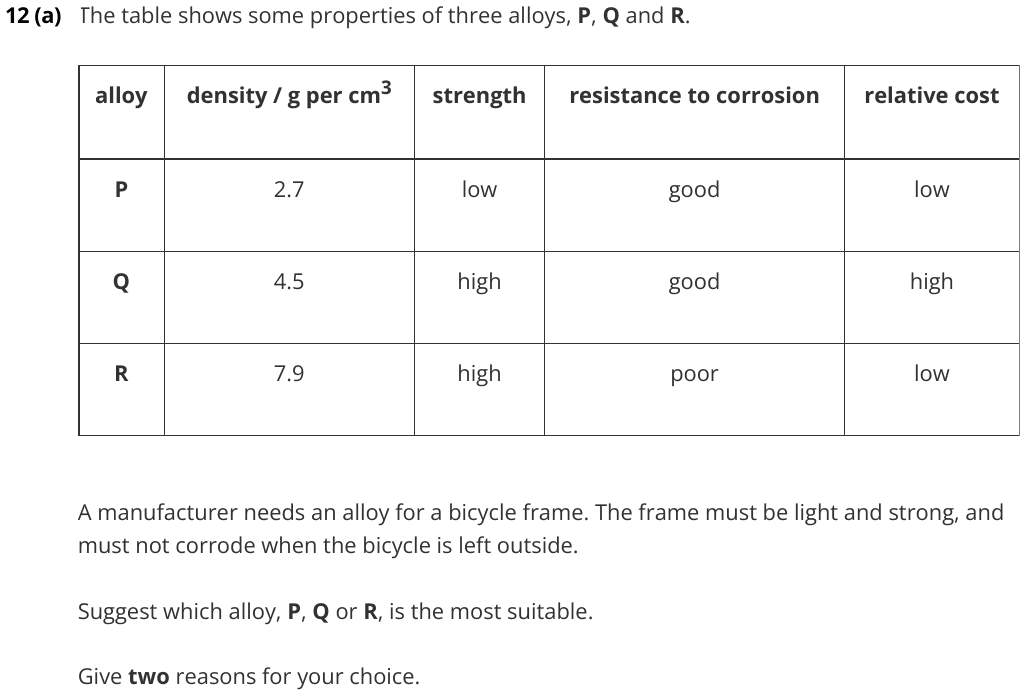 12 (a) The table shows some properties of three alloys, P, Q and R.
alloy density / g per cm³ strength resistance to corrosion relative cost
P 2.7 low good low
Q 4.5 high good high
R 7.9 high poor low
A manufacturer needs an alloy for a bicycle frame. The frame must be light and strong, and
must not corrode when the bicycle is left outside.
Suggest which alloy, P, Q or R, is the most suitable.
Give two reasons for your choice.